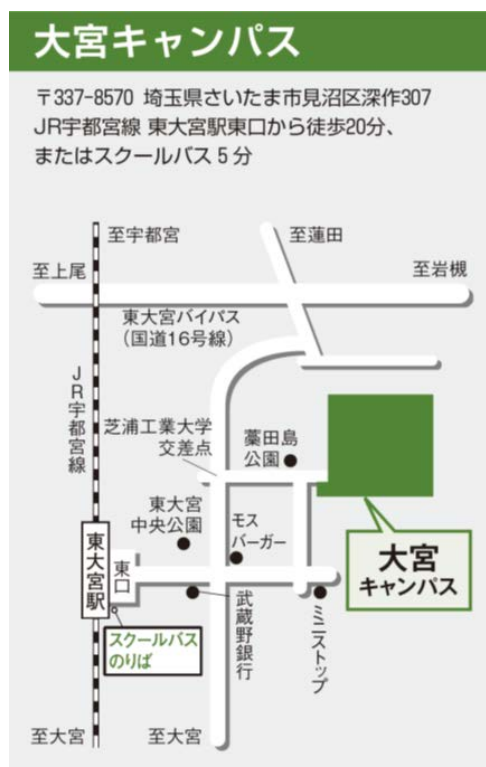 大宮キャンパス
〒337-8570 埼玉県さいたま市見沼区深作307
JR宇都宮線 東大宮駅東口から徒歩20分、
またはスクールバス5分
至宇都宮
至蓮田
至上尾
至岩槻
東大宮バイパス
（国道16号線）
JR宇都宮線
芝浦工業大学
交差点
藁田島
公園
東大宮
中央公園
モス
バーガー
大宮
キャンパス
東大宮駅
東口
スクールバス
のりば
武蔵野銀行
ミニストップ
至大宮
至大宮